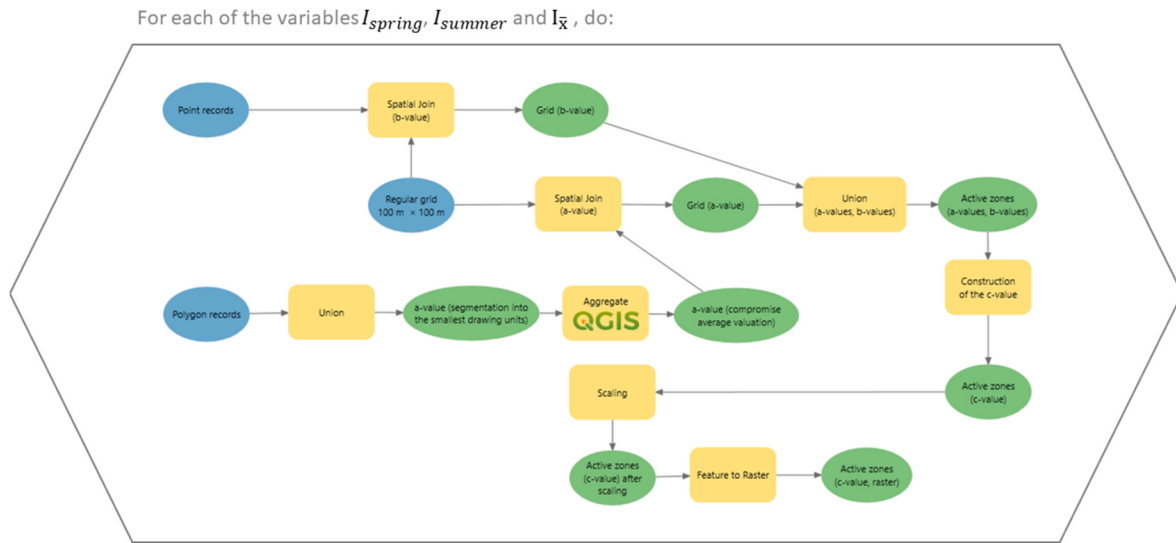 For each of the variables I_spring, I_summer and I_x̄ , do:
Point records
Spatial Join
(b-value)
Grid (b-value)
Regular grid
100 m × 100 m
Spatial Join
(a-value)
Grid (a-value)
Union
(a-values, b-values)
Active zones
(a-values, b-values)
Construction
of the c-value
Polygon records
Union
a-value (segmentation into
the smallest drawing units)
Aggregate
QGIS
a-value (compromise
average valuation)
Active zones
(c-value)
Scaling
Active zones
(c-value) after
scaling
Feature to Raster
Active zones
(c-value, raster)